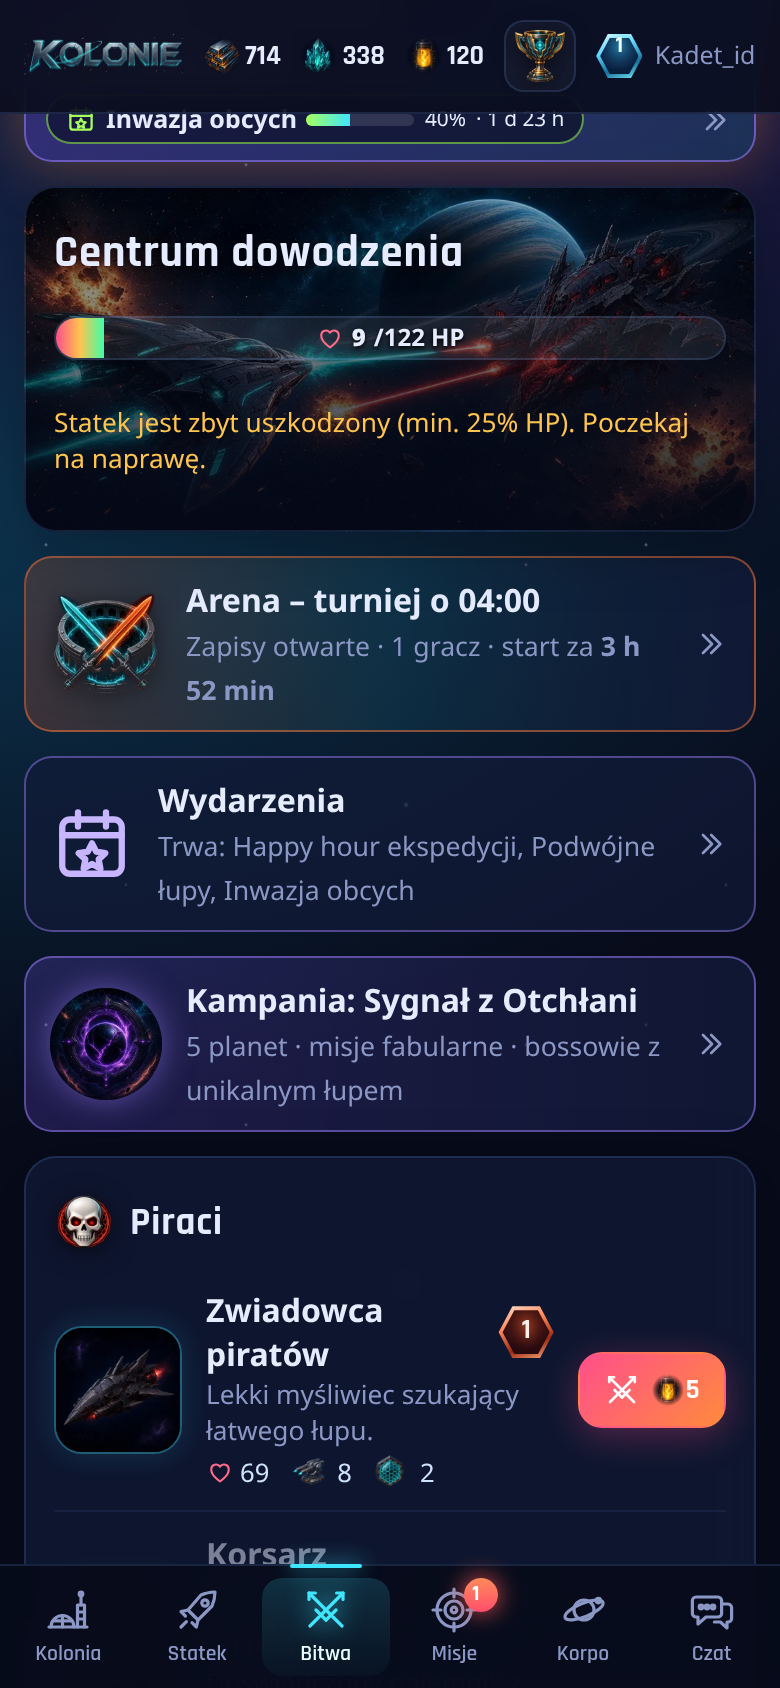 KOLONIE 714 338 120 1 Kadet_id
Inwazja obcych 40% · 1 d 23 h
Centrum dowodzenia
9 /122 HP
Statek jest zbyt uszkodzony (min. 25% HP). Poczekaj
na naprawę.
Arena – turniej o 04:00
Zapisy otwarte · 1 gracz · start za 3 h
52 min
Wydarzenia
Trwa: Happy hour ekspedycji, Podwójne
łupy, Inwazja obcych
Kampania: Sygnał z Otchłani
5 planet · misje fabularne · bossowie z
unikalnym łupem
Piraci
Zwiadowca
piratów
1
Lekki myśliwiec szukający
łatwego łupu.
69 8 2
5
Korsarz
1
Kolonia Statek Bitwa Misje Korpo Czat